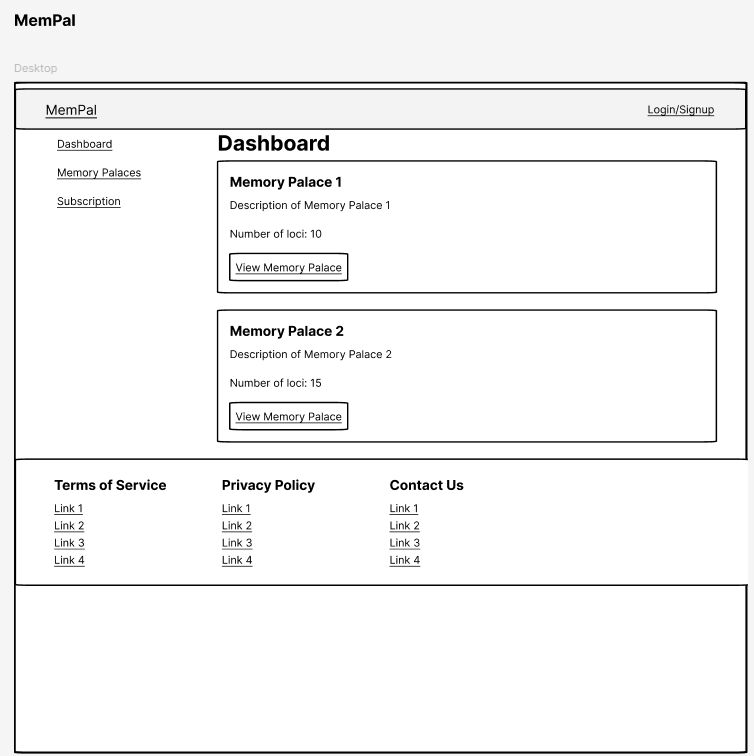 MemPal
Desktop
MemPal
Login/Signup
Dashboard
Memory Palaces
Subscription
Dashboard
Memory Palace 1
Description of Memory Palace 1
Number of loci: 10
View Memory Palace
Memory Palace 2
Description of Memory Palace 2
Number of loci: 15
View Memory Palace
Terms of Service
Link 1
Link 2
Link 3
Link 4
Privacy Policy
Link 1
Link 2
Link 3
Link 4
Contact Us
Link 1
Link 2
Link 3
Link 4